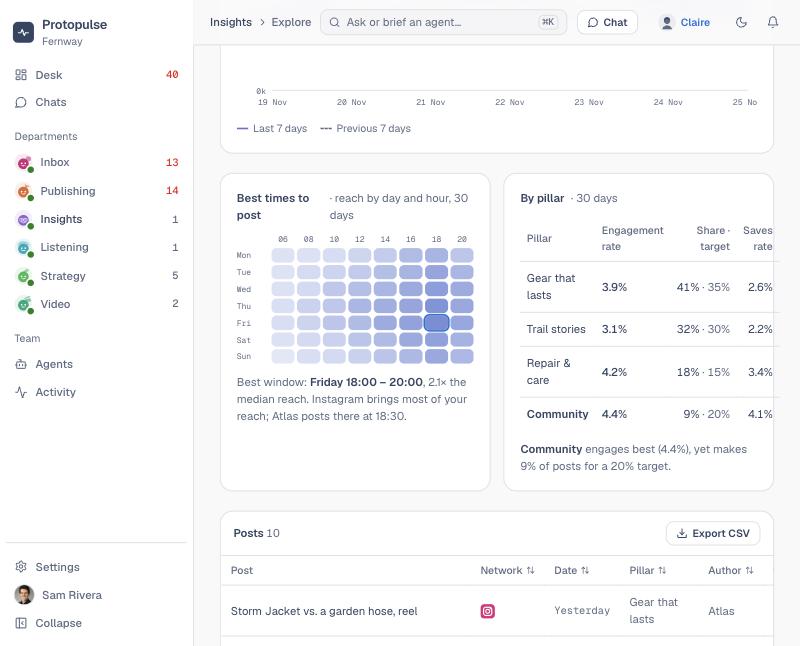 Protopulse
Fernway
Desk 40
Chats
Departments
Inbox 13
Publishing 14
Insights 1
Listening 1
Strategy 5
Video 2
Team
Agents
Activity
Settings
Sam Rivera
Collapse
Insights > Explore
Ask or brief an agent… ⌘K
Chat
Claire
0k
19 Nov 20 Nov 21 Nov 22 Nov 23 Nov 24 Nov 25 No
Last 7 days Previous 7 days
Best times to post · reach by day and hour, 30 days
06 08 10 12 14 16 18 20
Mon
Tue
Wed
Thu
Fri
Sat
Sun
Best window: Friday 18:00 – 20:00, 2.1× the
median reach. Instagram brings most of your
reach; Atlas posts there at 18:30.
By pillar · 30 days
Pillar Engagement rate Share · target Saves rate
Gear that lasts 3.9% 41% · 35% 2.6%
Trail stories 3.1% 32% · 30% 2.2%
Repair & care 4.2% 18% · 15% 3.4%
Community 4.4% 9% · 20% 4.1%
Community engages best (4.4%), yet makes
9% of posts for a 20% target.
Posts 10
Export CSV
Post Network Date Pillar Author
Storm Jacket vs. a garden hose, reel Yesterday Gear that lasts Atlas